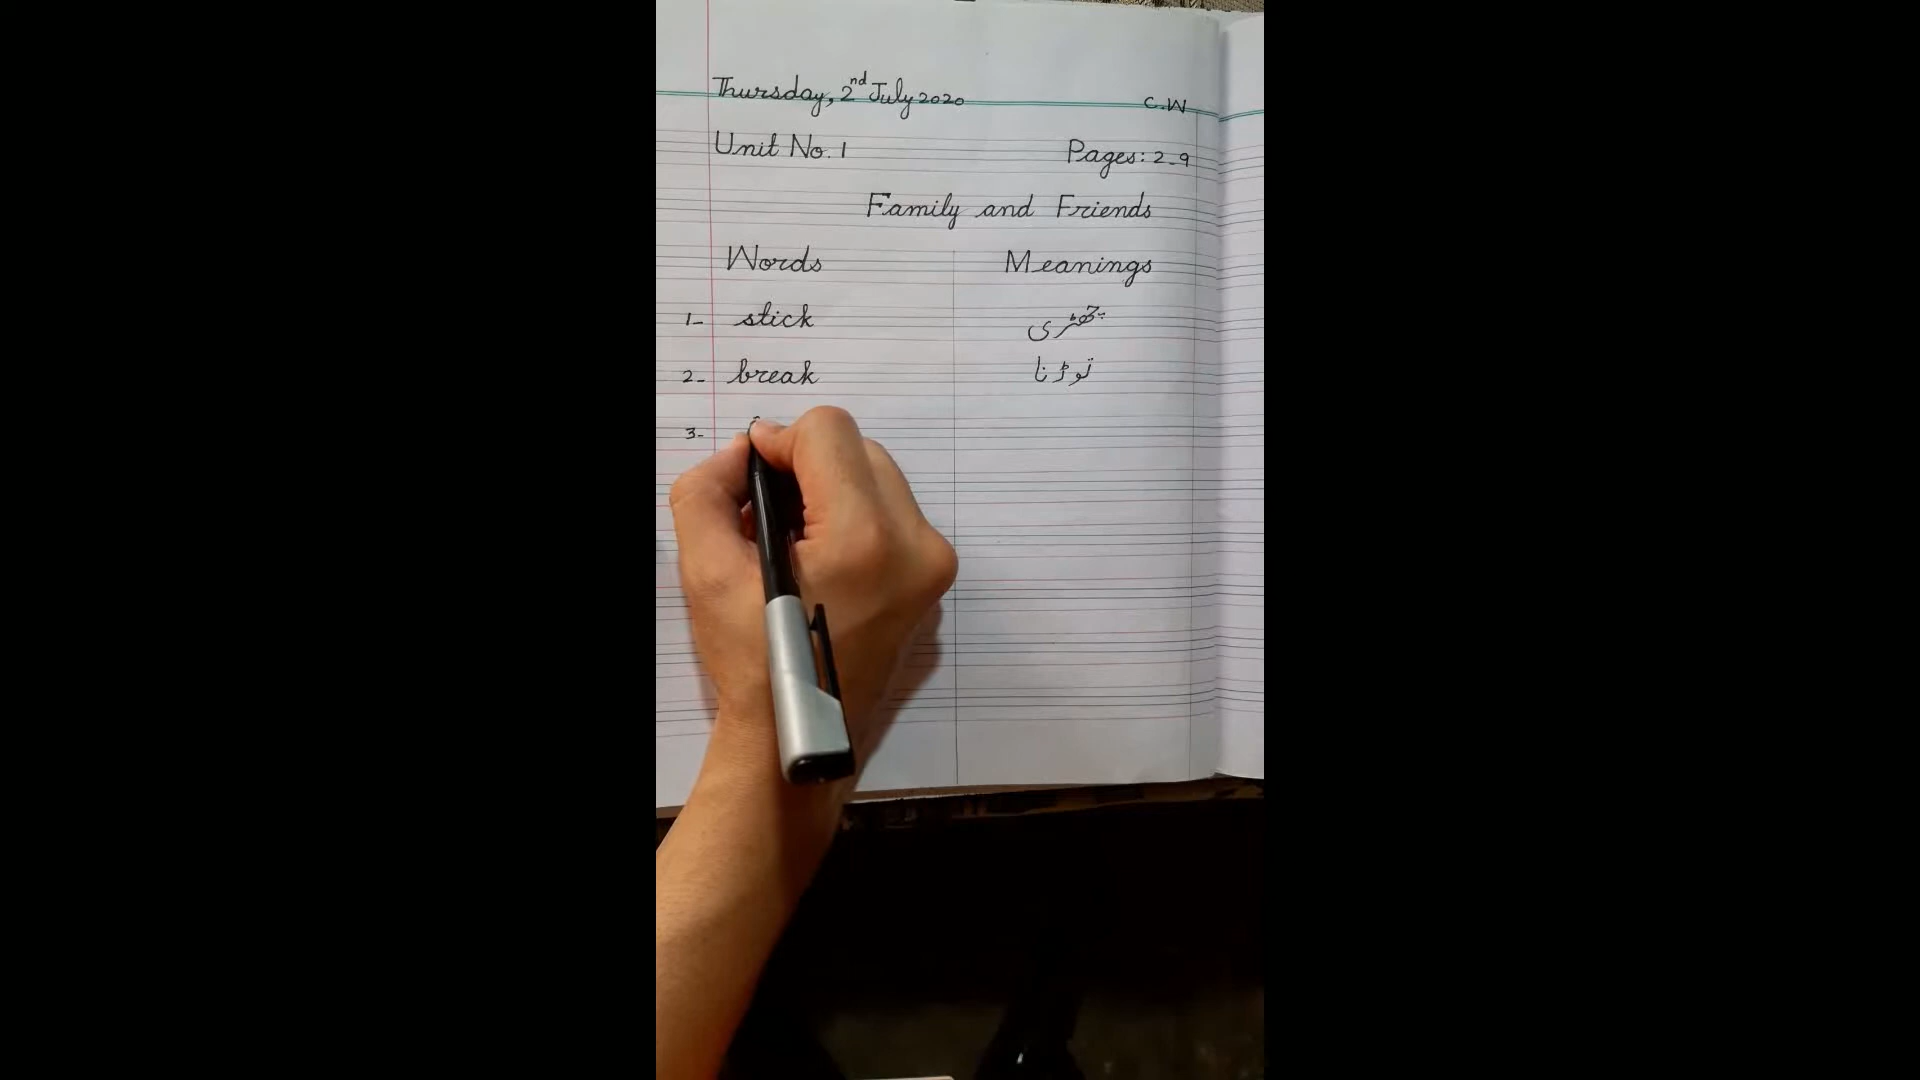 Thursday, 2nd July 2020 C.W
Unit No. 1 Pages: 2-9
Family and Friends
Words Meanings
1- stick چھڑی
2- break توڑنا
3-